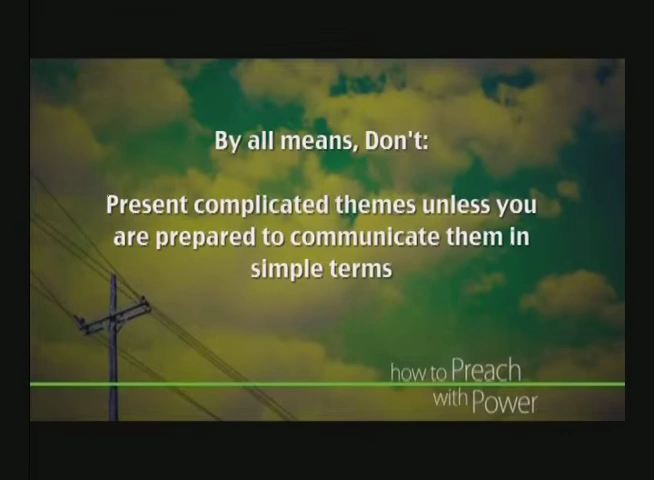 By all means, Don't:
Present complicated themes unless you
are prepared to communicate them in
simple terms
how to Preach
with Power